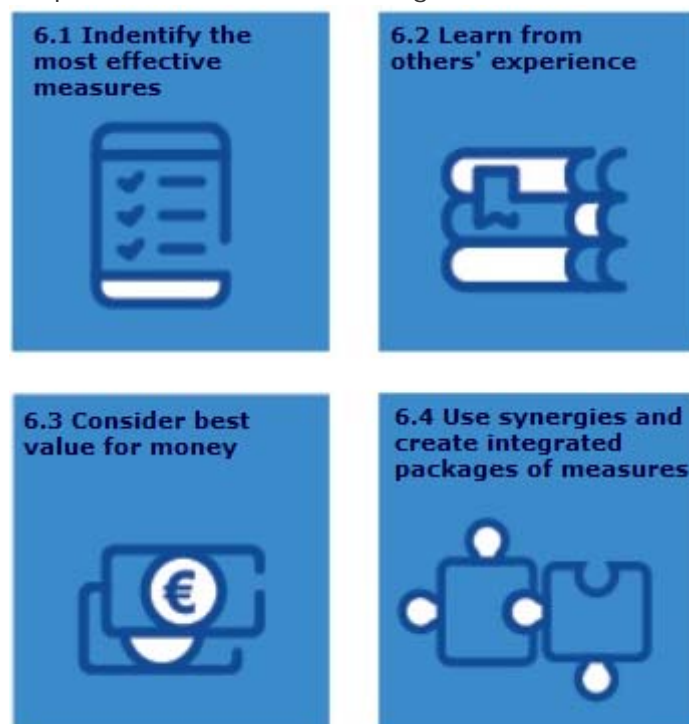 6.1 Indentify the
most effective
measures
6.2 Learn from
others' experience
6.3 Consider best
value for money
€
6.4 Use synergies and
create integrated
packages of measures